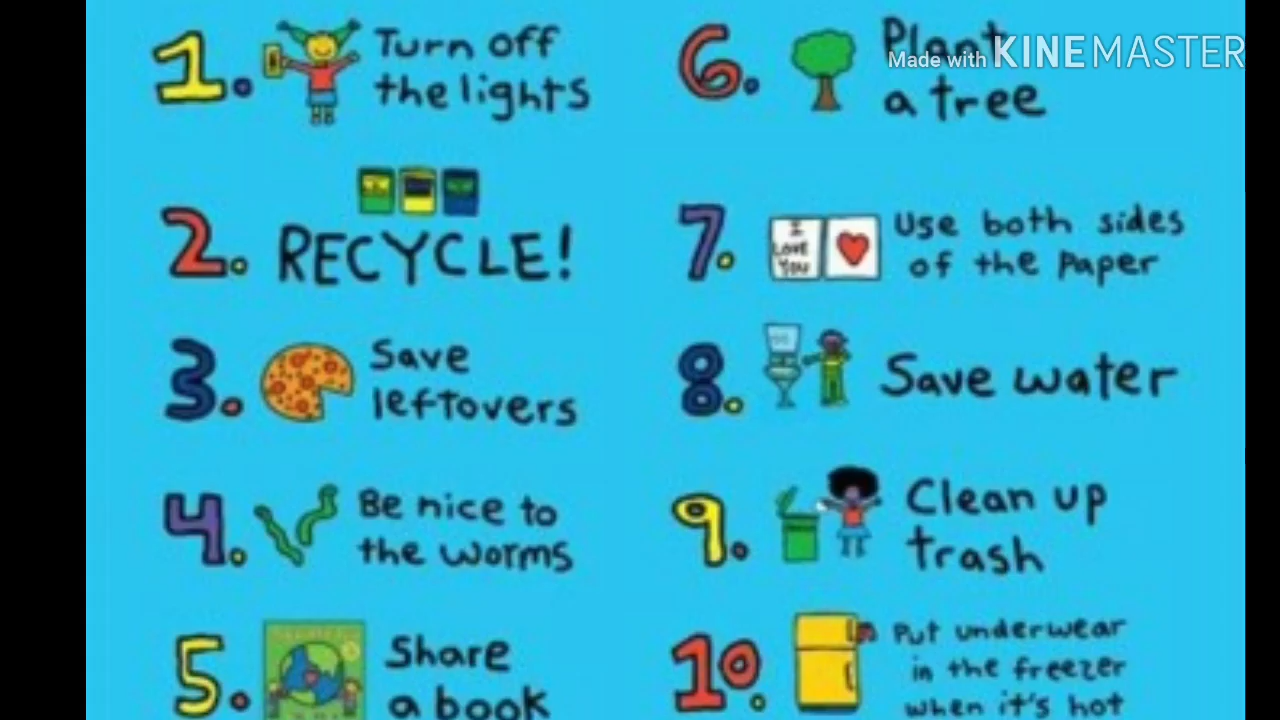 1.
Turn off
the lights
2.
RECYCLE!
3.
Save
leftovers
4.
Be nice to
the worms
5.
Share
a book
6.
Plant
a tree
Made with KINEMASTER
7.
I
LOVE
YOU
Use both sides
of the paper
8.
Save water
9.
Clean up
trash
10.
Put underwear
in the freezer
when it's hot